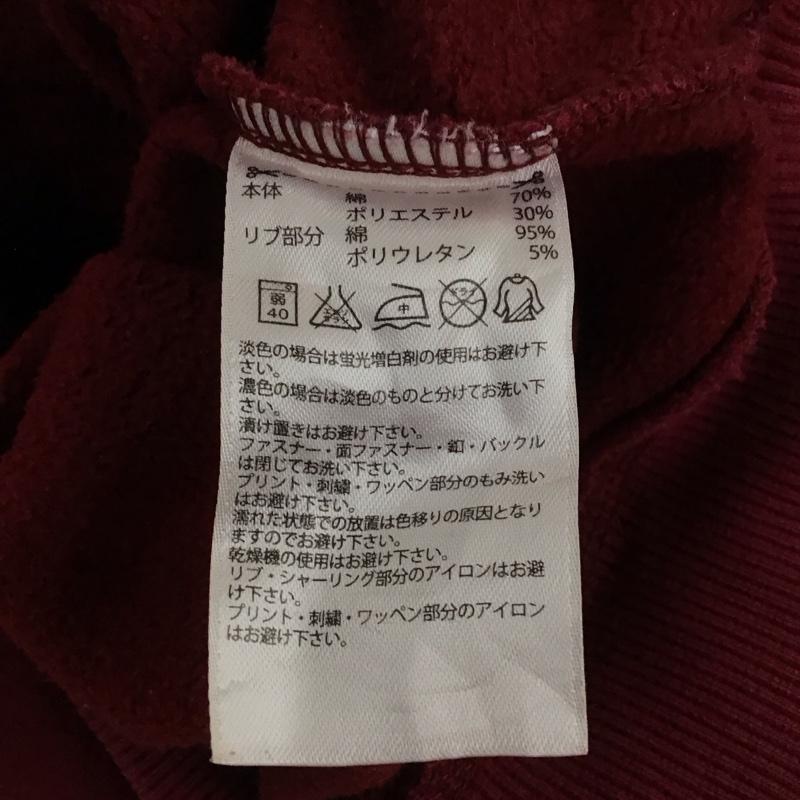 本体 綿 70%
ポリエステル 30%
リブ部分 綿 95%
ポリウレタン 5%
弱
40
エンソ
サラシ
中
ドライ
淡色の場合は蛍光増白剤の使用はお避け下
さい。
濃色の場合は淡色のものと分けてお洗い下
さい。
漬け置きはお避け下さい。
ファスナー・面ファスナー・釦・バックル
は閉じてお洗い下さい。
プリント・刺繍・ワッペン部分のもみ洗い
はお避け下さい。
濡れた状態での放置は色移りの原因となり
ますのでお避け下さい。
乾燥機の使用はお避け下さい。
リブ・シャーリング部分のアイロンはお避
け下さい。
プリント・刺繍・ワッペン部分のアイロン
はお避け下さい。